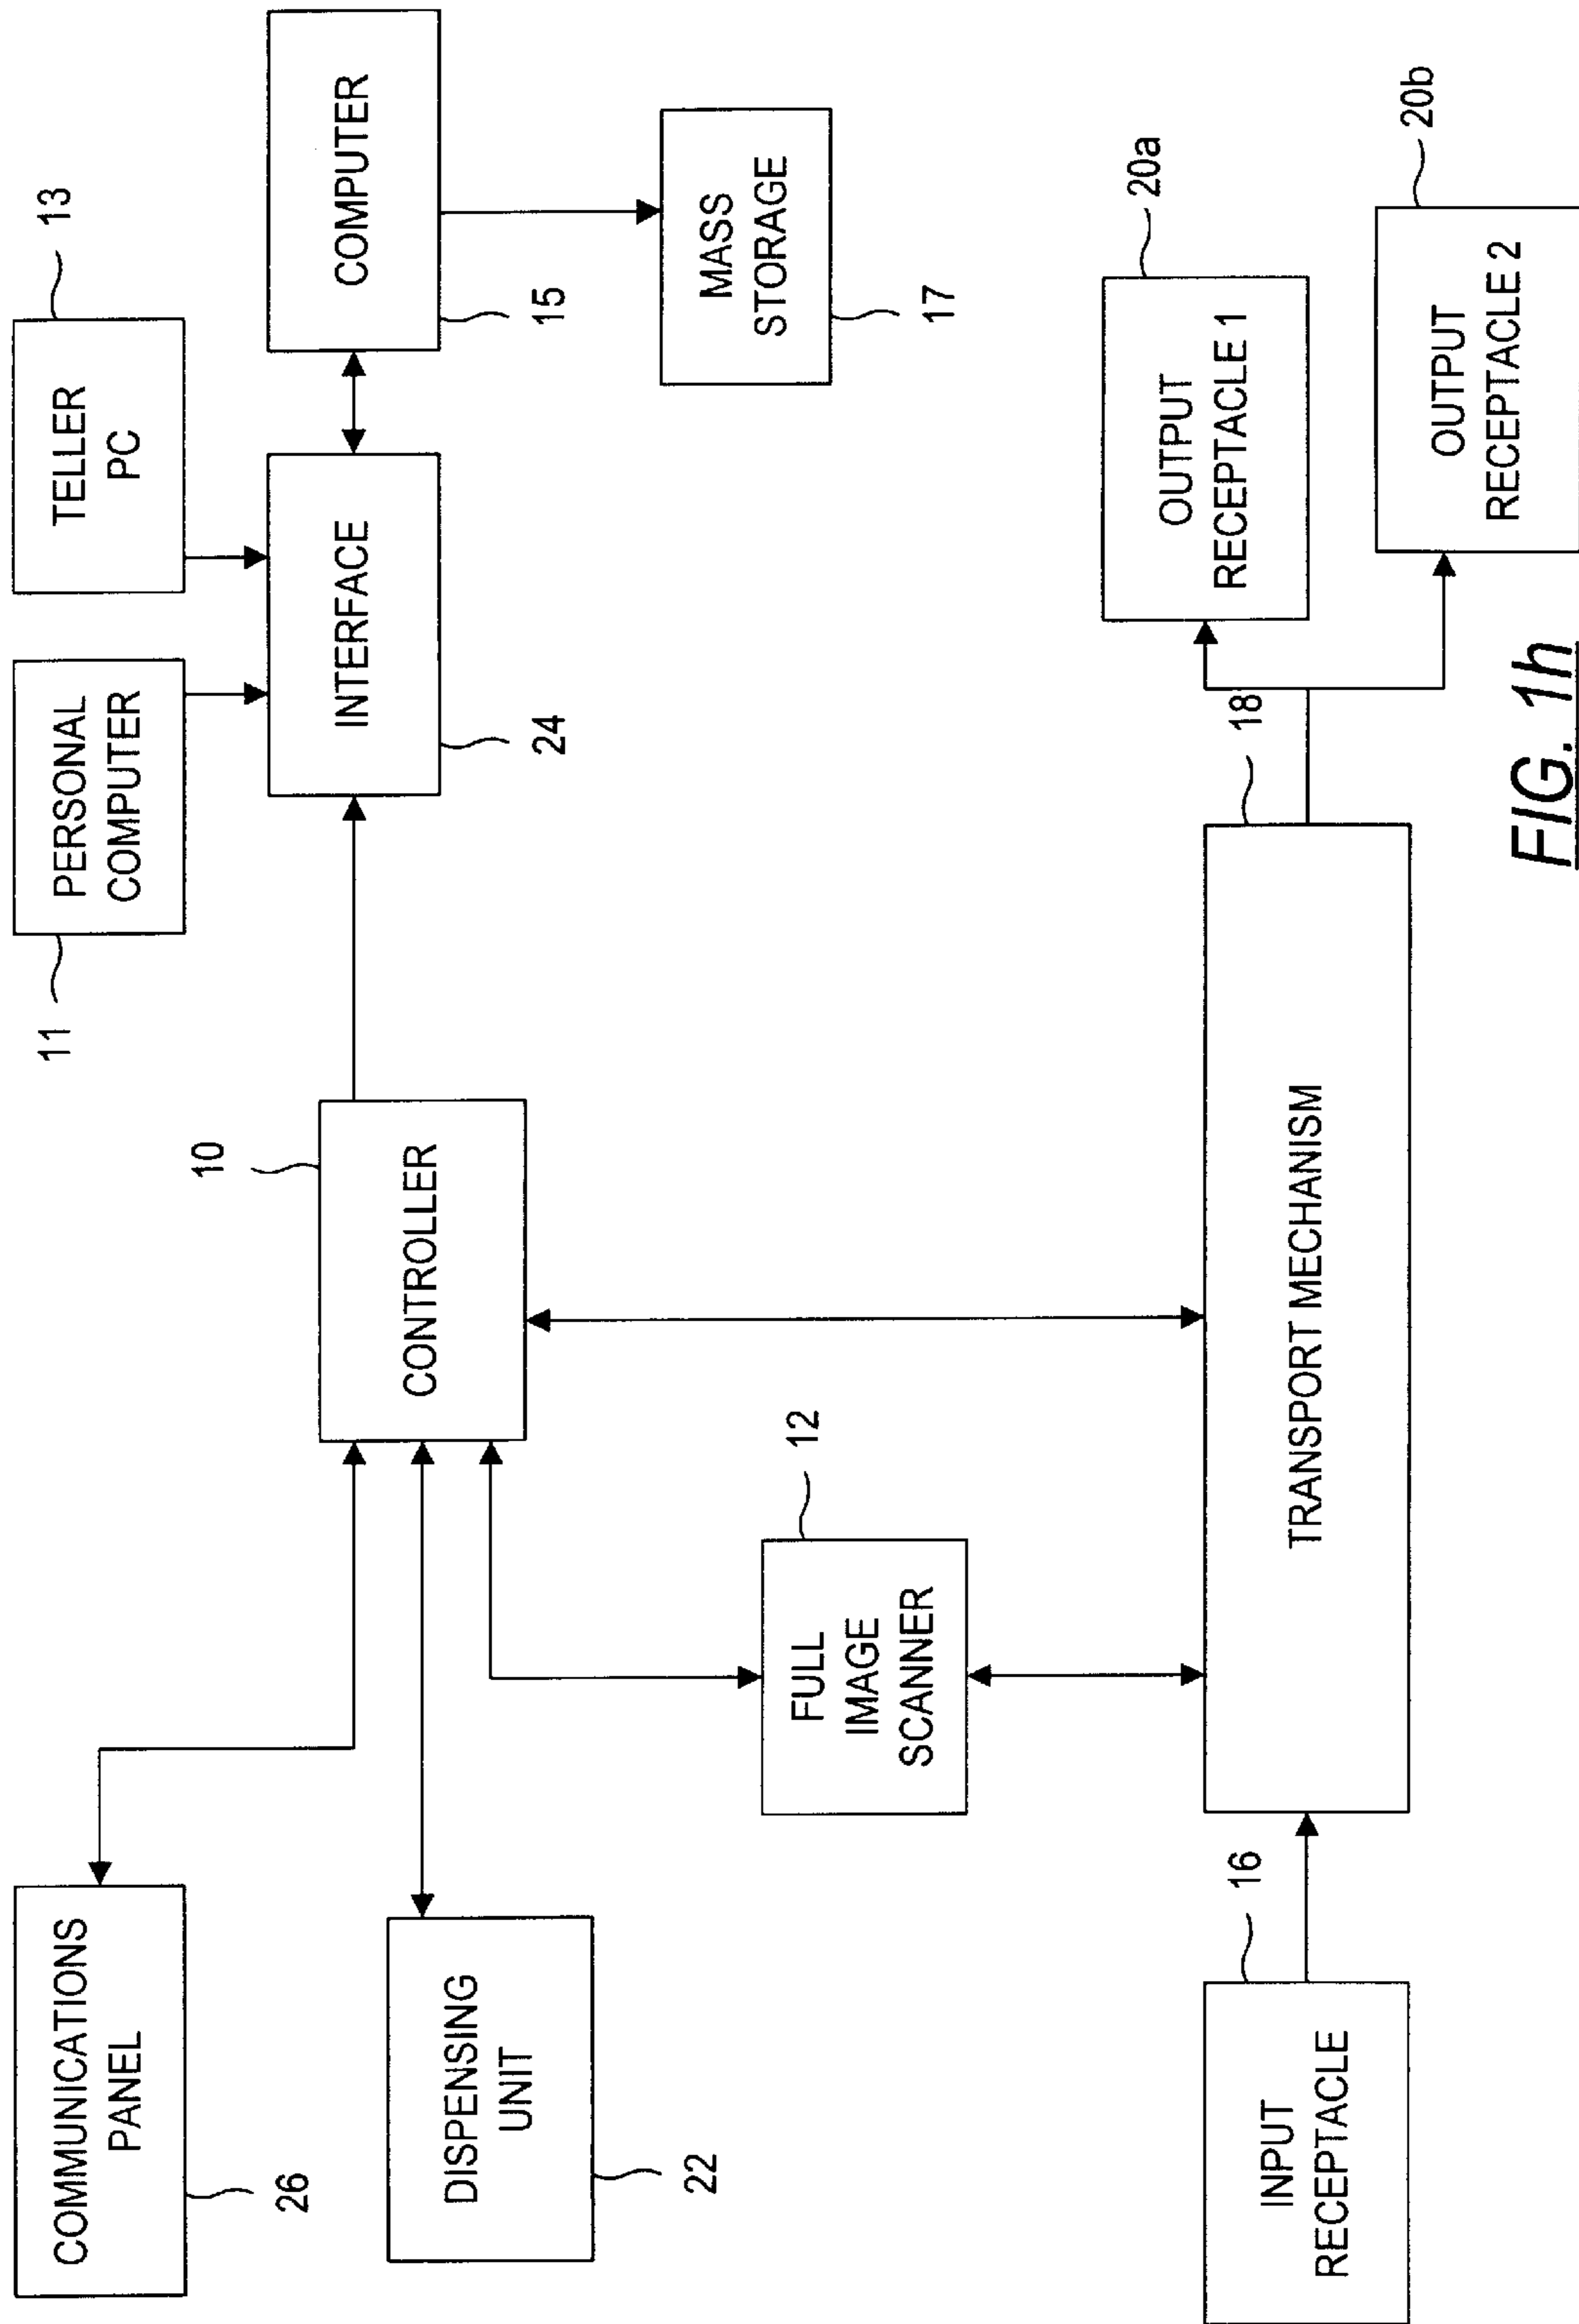 COMMUNICATIONS
PANEL
26
PERSONAL
COMPUTER
11
TELLER
PC
13
DISPENSING
UNIT
22
CONTROLLER
10
INTERFACE
24
COMPUTER
15
FULL
IMAGE
SCANNER
12
MASS
STORAGE
17
INPUT
RECEPTACLE
16
TRANSPORT MECHANISM
18
OUTPUT
RECEPTACLE 1
20a
OUTPUT
RECEPTACLE 2
20b
FIG. 1h